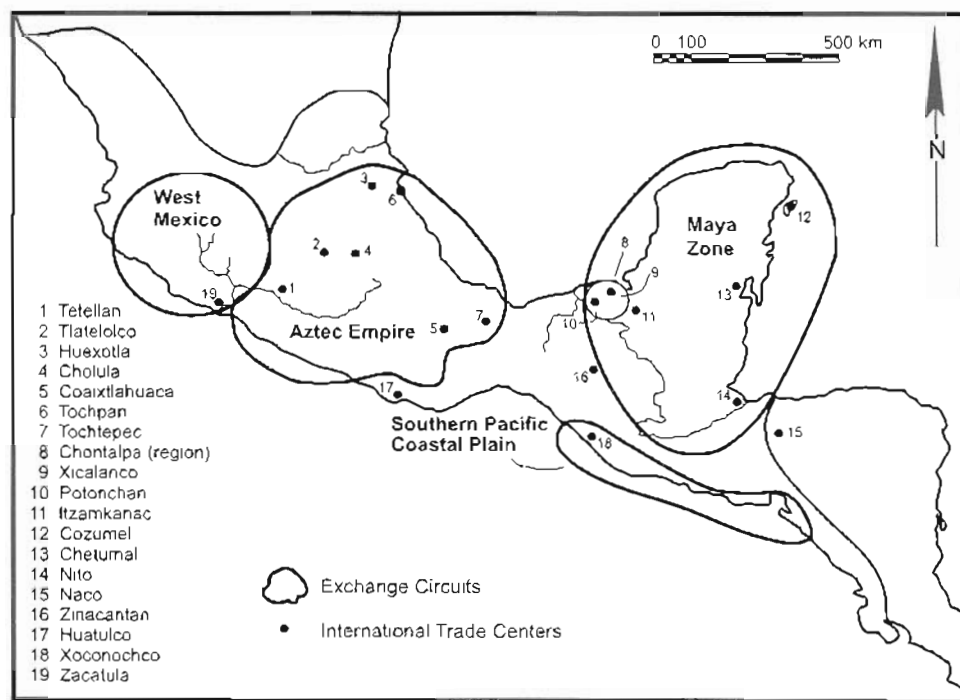 0 100 500 km
N
West
Mexico
3
6
12
Maya
Zone
8
2
4
9
13
19
1
10
11
Aztec Empire
5
7
16
17
14
Southern Pacific
Coastal Plain
18
15
1 Tetellan
2 Tlatelolco
3 Huexotla
4 Cholula
5 Coaixtlahuaca
6 Tochpan
7 Tochtepec
8 Chontalpa (region)
9 Xicalanco
10 Potonchan
11 Itzamkanac
12 Cozumel
13 Chetumal
14 Nito
15 Naco
16 Zinacantan
17 Huatulco
18 Xoconochco
19 Zacatula
Exchange Circuits
International Trade Centers